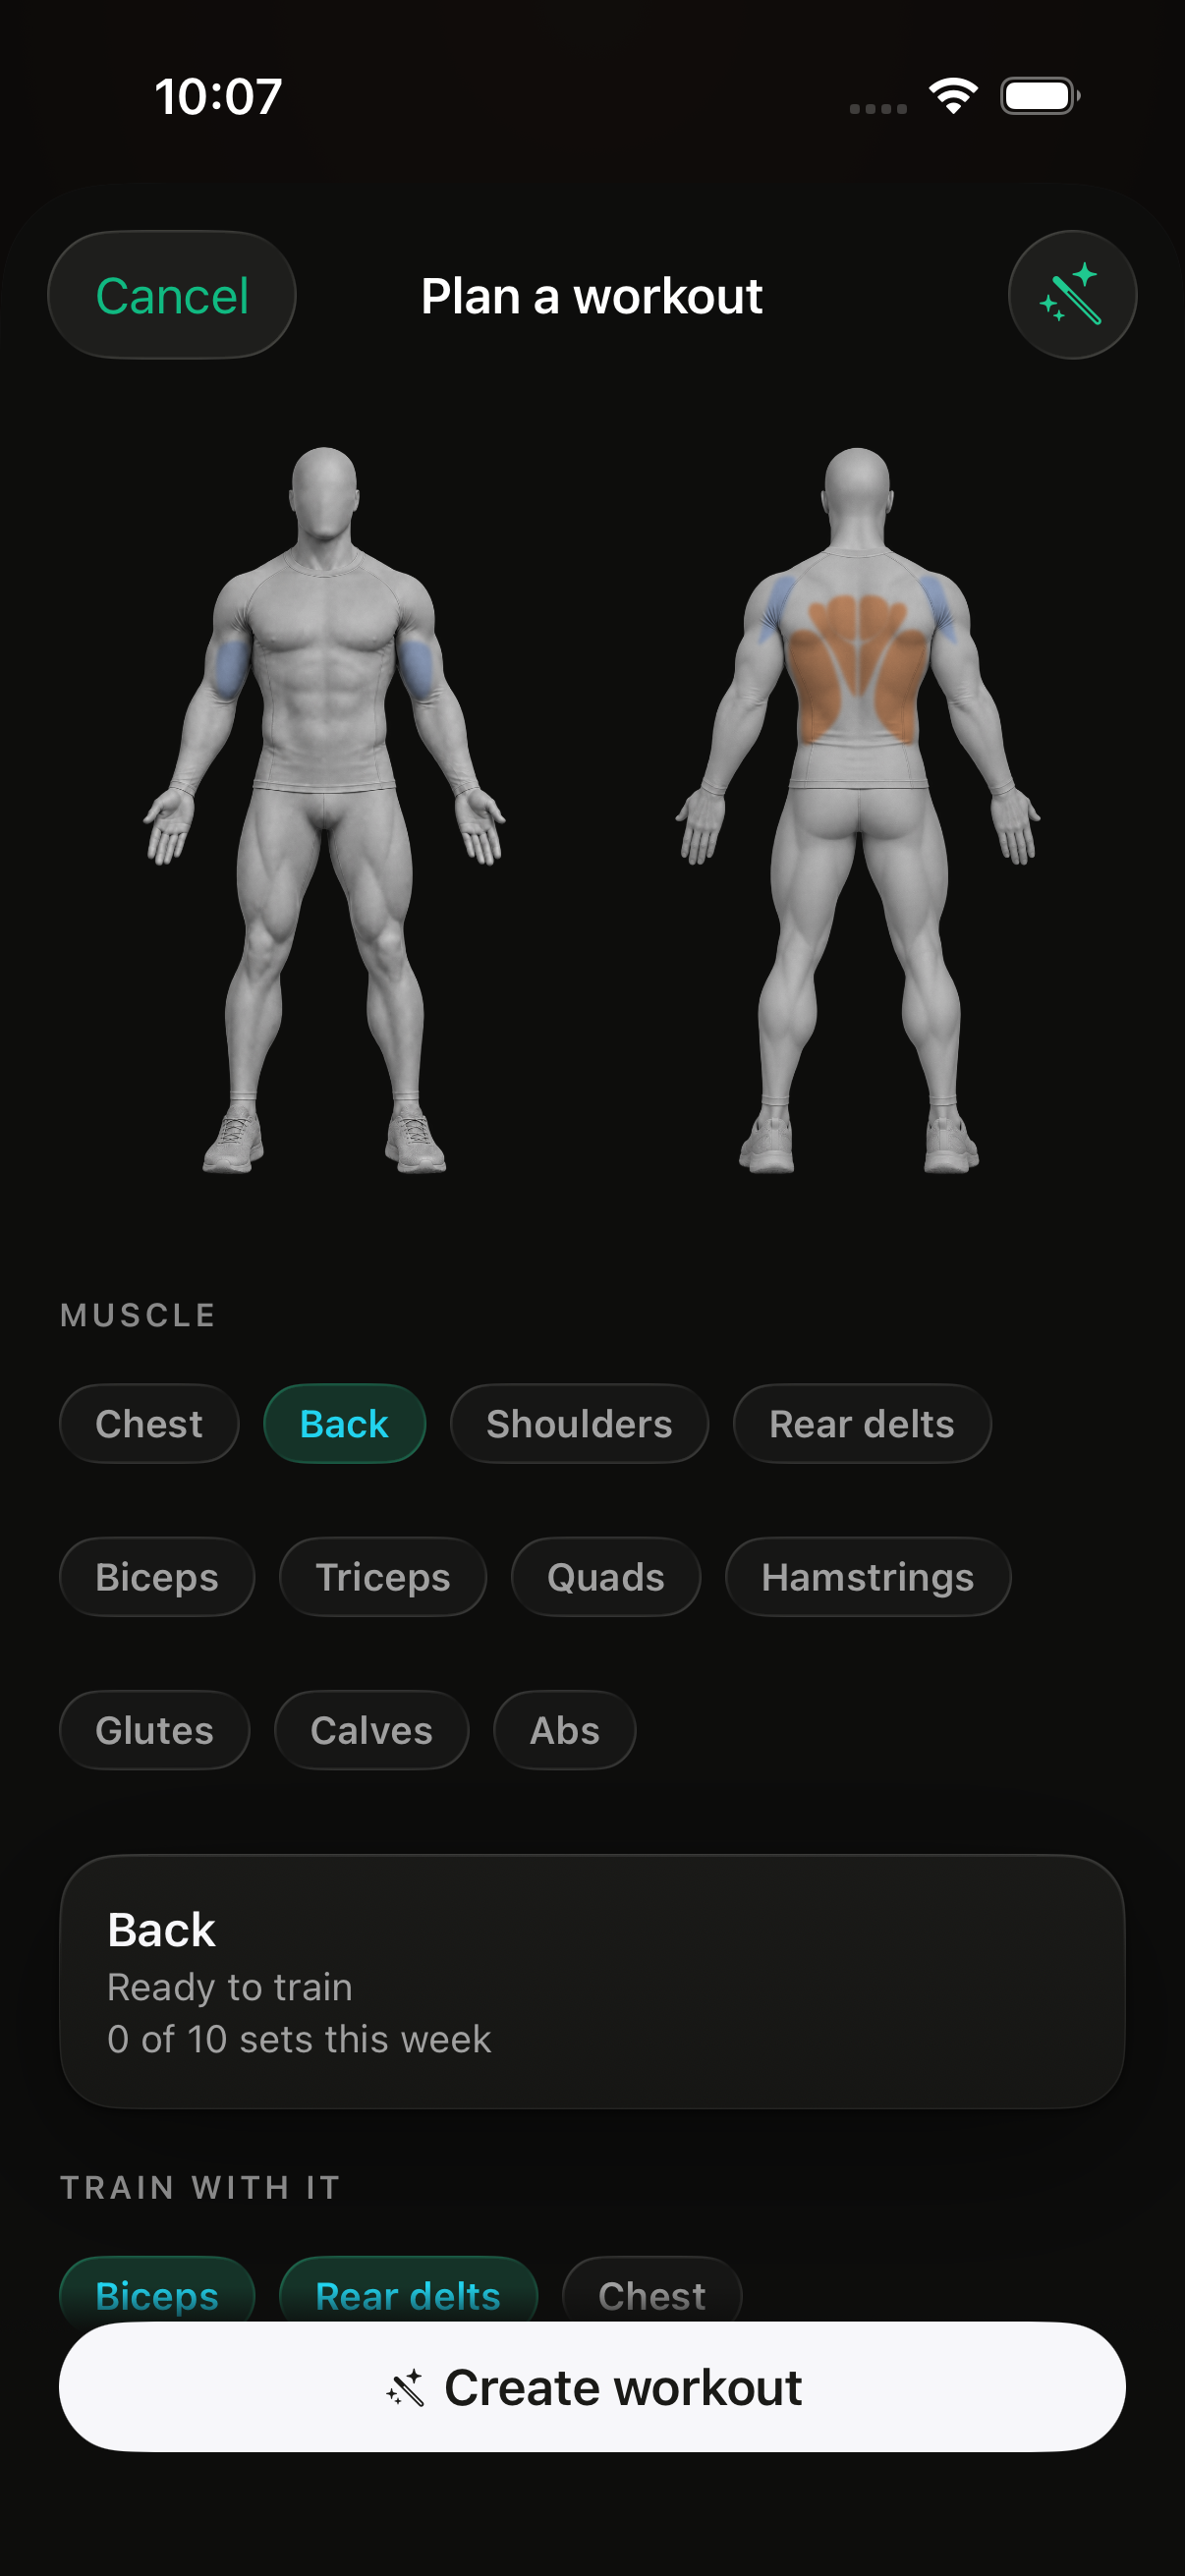 10:07
Cancel
Plan a workout
MUSCLE
Chest
Back
Shoulders
Rear delts
Biceps
Triceps
Quads
Hamstrings
Glutes
Calves
Abs
Back
Ready to train
0 of 10 sets this week
TRAIN WITH IT
Biceps
Rear delts
Chest
Create workout